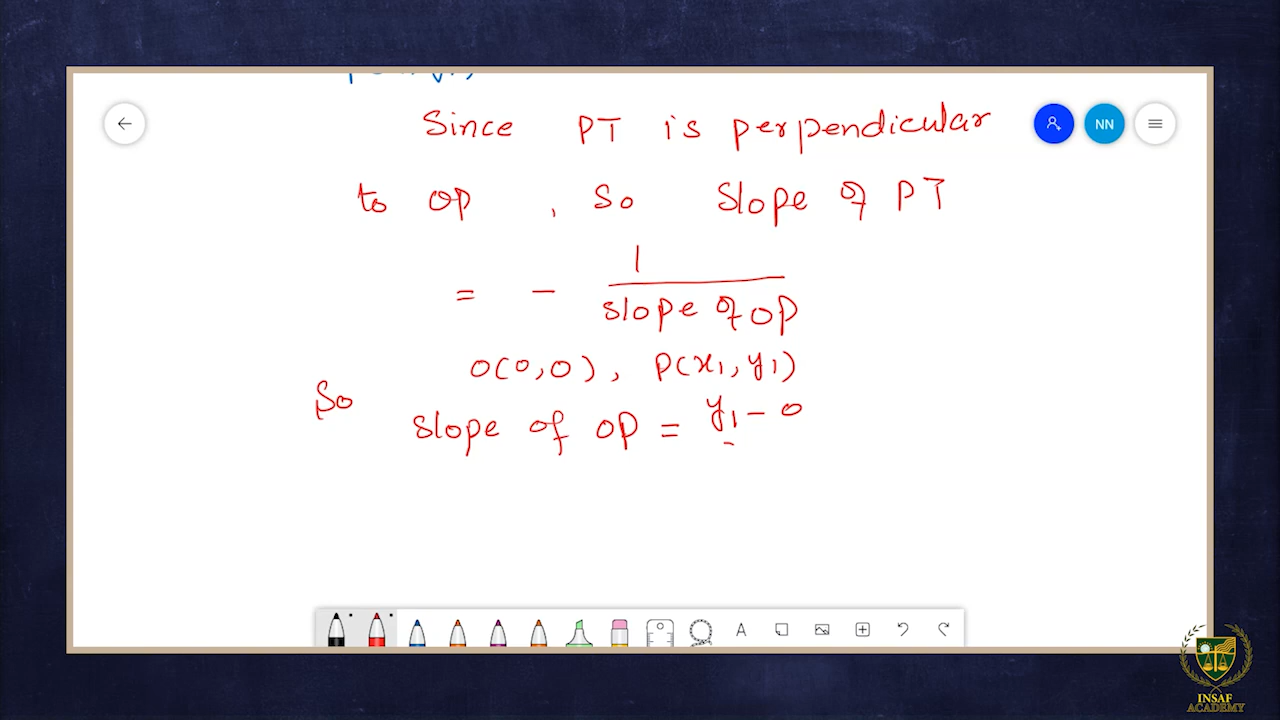 Since PT is perpendicular
to OP , So Slope of PT
= - 1 / slope of OP
O(0,0), P(x₁, y₁)
So
slope of OP = y₁ - 0
NN
A
INSAF
ACADEMY